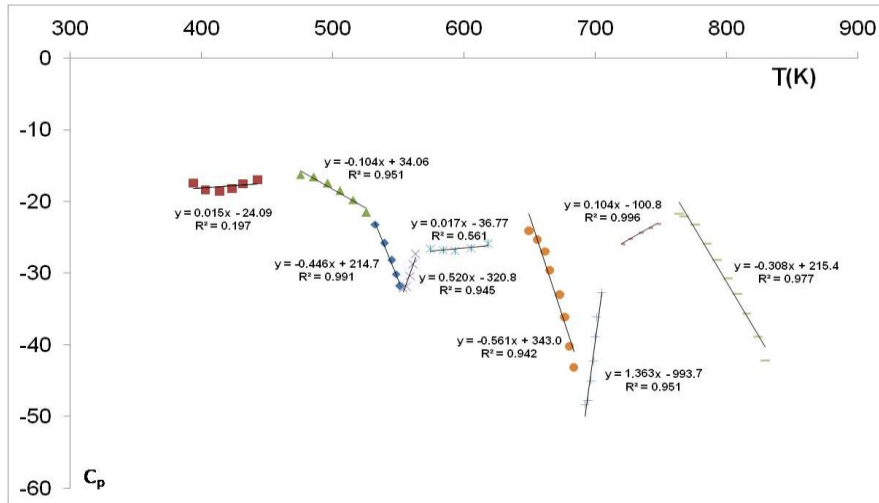 300 400 500 600 700 800 900
0
T(K)
-10
y = -0.104x + 34.06
R² = 0.951
-20
y = 0.015x - 24.09
R² = 0.197
y = 0.017x - 36.77
R² = 0.561
y = 0.104x - 100.8
R² = 0.996
-30
y = -0.446x + 214.7
R² = 0.991
y = 0.520x - 320.8
R² = 0.945
y = -0.308x + 215.4
R² = 0.977
-40
y = -0.561x + 343.0
R² = 0.942
y = 1.363x - 993.7
R² = 0.951
-50
-60
Cₚ